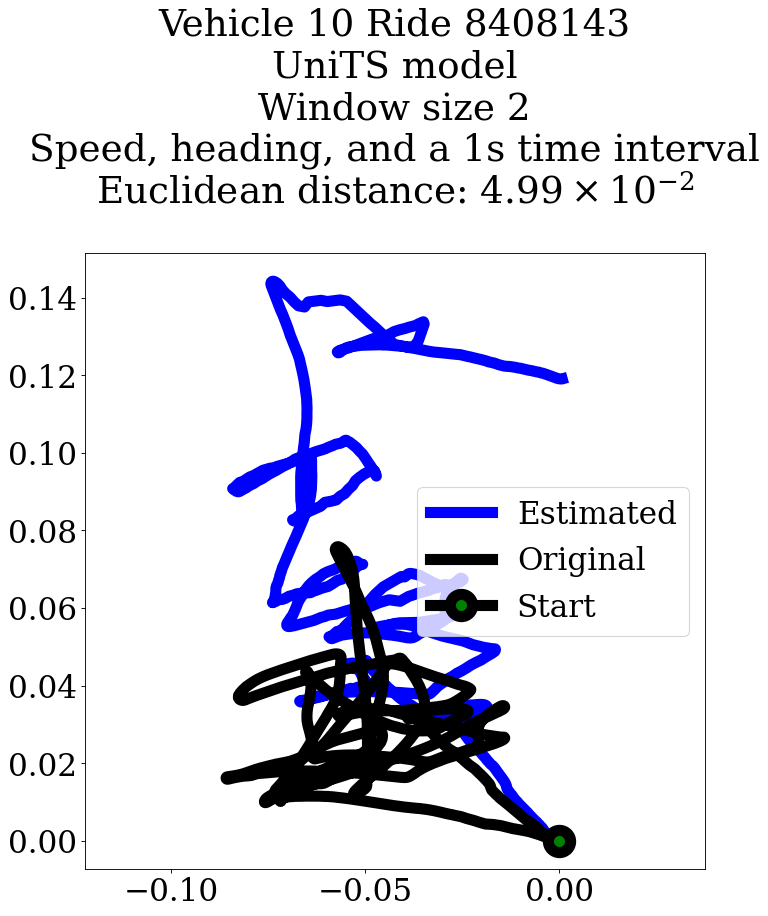 Vehicle 10 Ride 8408143
UniTS model
Window size 2
Speed, heading, and a 1s time interval
Euclidean distance: 4.99 × 10⁻²
0.14
0.12
0.10
0.08
0.06
0.04
0.02
0.00
Estimated
Original
Start
−0.10 −0.05 0.00